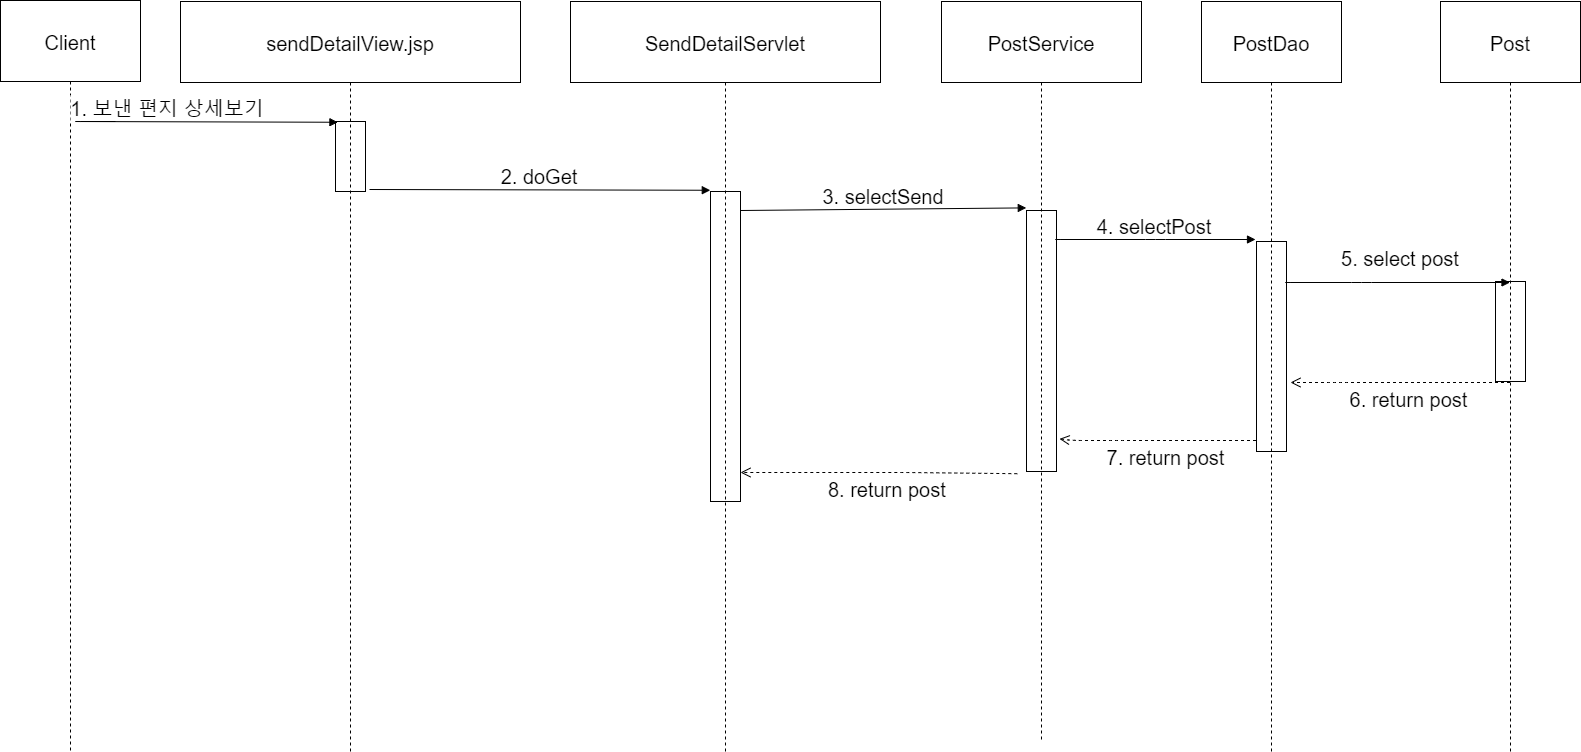 Client
sendDetailView.jsp
SendDetailServlet
PostService
PostDao
Post
1. 보낸 편지 상세보기
2. doGet
3. selectSend
4. selectPost
5. select post
6. return post
7. return post
8. return post